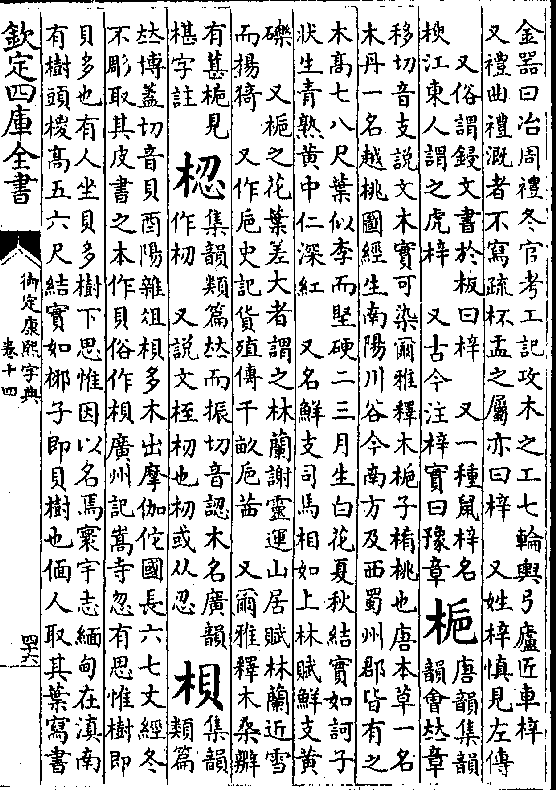 金器曰冶周禮冬官考工記攻木之工七輪輿弓廬匠車梓
又禮曲禮溉者不寫疏杯盂之屬亦曰梓　又姓梓慎見左傳
又俗謂鋟文書於板曰梓　又一種鼠梓名
楰江東人謂之虎梓　又古今注梓實曰豫章
梔
唐韻集韻
韻會𠀤章
移切音支說文木實可染爾雅釋木梔子桾桃也唐本草一名
木丹一名越桃圖經生南陽川谷今南方及西蜀州郡皆有之
木高七八尺葉似李而堅硬二三月生白花夏秋結實如訶子
狀生青熟黃中仁深紅　又名鮮支司馬相如上林賦鮮支黃
礫　又梔之花葉差大者謂之林蘭謝靈運山居賦林蘭近雪
而揚猗　又作巵史記貨殖傳千畝巵茜　又爾雅釋木桑辦
有葚梔見
椹字註
梕
集韻類篇𠀤而振切音認木名廣韻
作杒　又說文桎杒也杒或从忍
梖
集韻
類篇
𠀤博蓋切音貝酉陽雜俎梖多木出摩伽佗國長六七丈經冬
不彫取其皮書之本作貝俗作梖廣州記嵩寺忽有思惟樹即
貝多也有人坐貝多樹下思惟因以名焉寰宇志緬甸在滇南
有樹頭椶高五六尺結實如梛子即貝樹也偭人取其葉寫書
欽定四庫全書
御定康熙字典
卷十四
四六